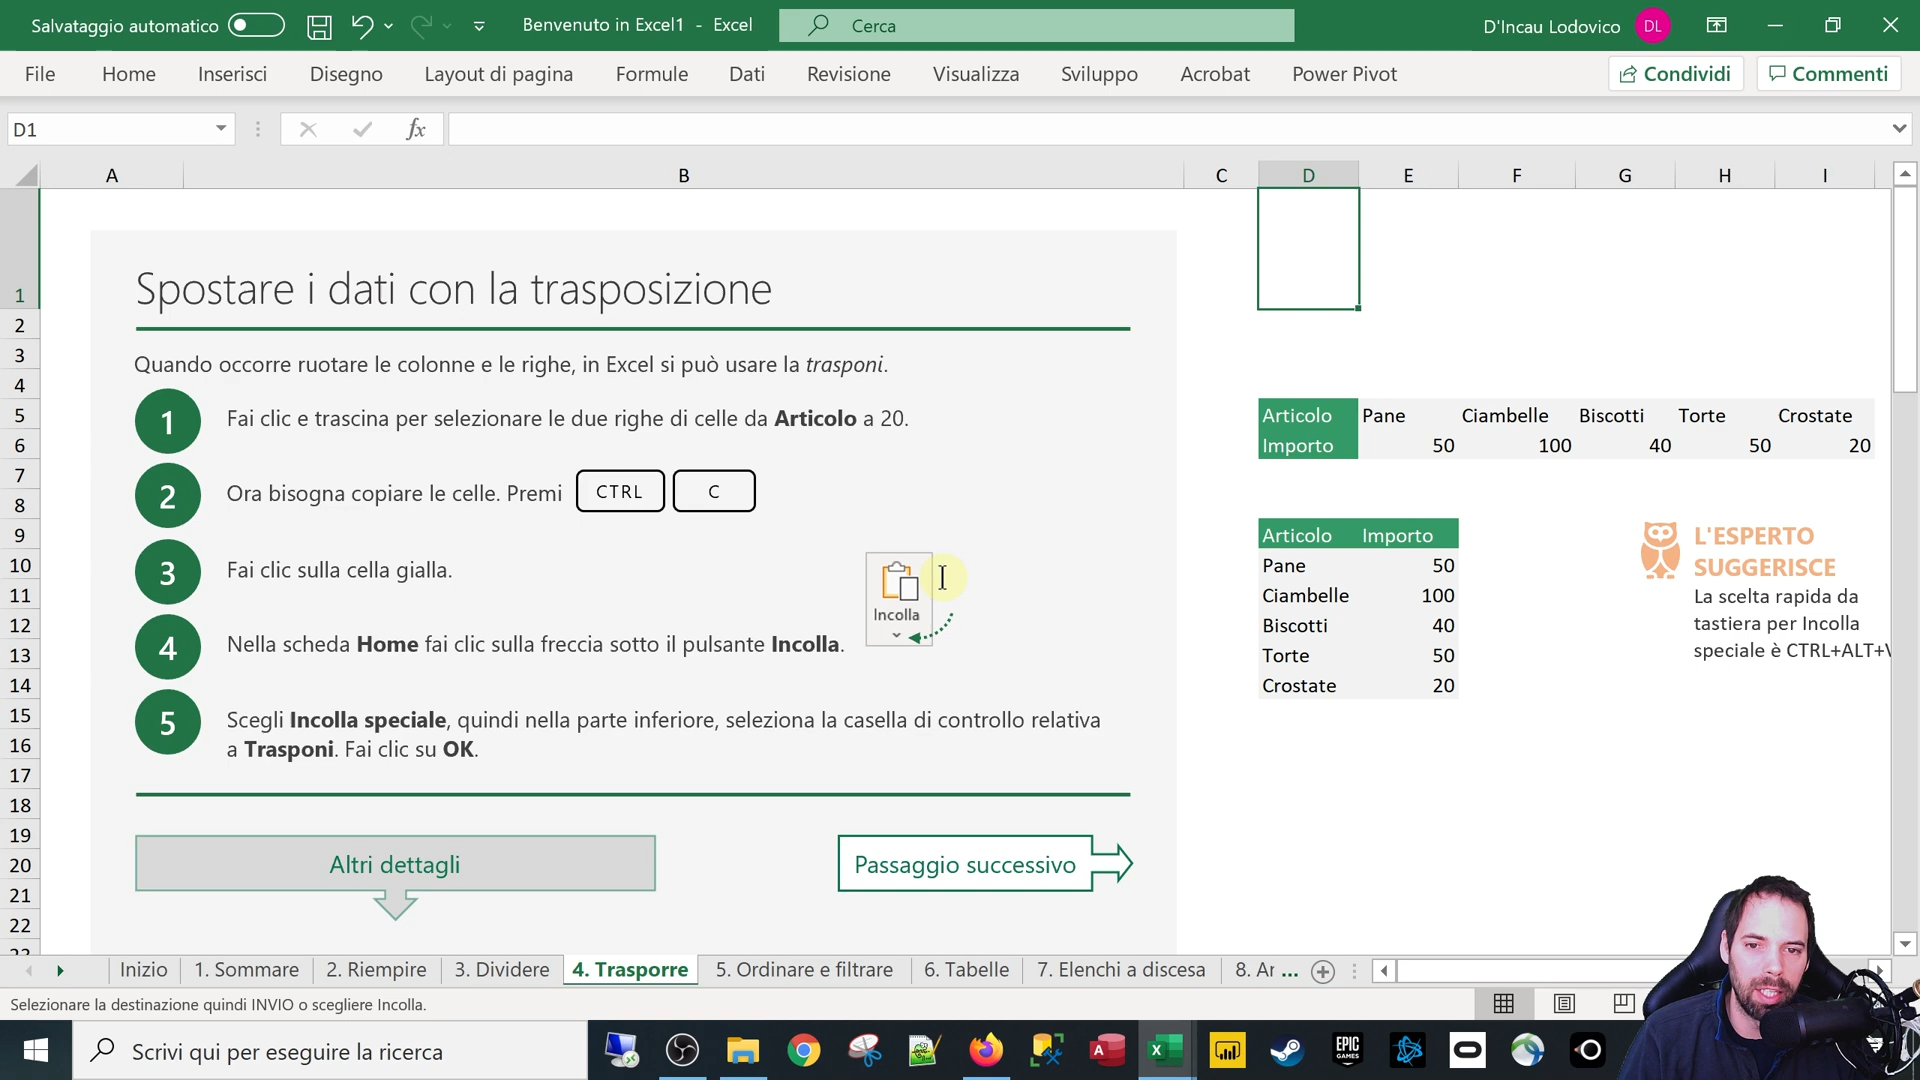 Salvataggio automatico
Benvenuto in Excel1 - Excel
Cerca
D'Incau Lodovico
DL
File
Home
Inserisci
Disegno
Layout di pagina
Formule
Dati
Revisione
Visualizza
Sviluppo
Acrobat
Power Pivot
Condividi
Commenti
D1
fx
A B C D E F G H I
1
2
3
4
5
6
7
8
9
10
11
12
13
14
15
16
17
18
19
20
21
22
Spostare i dati con la trasposizione
Quando occorre ruotare le colonne e le righe, in Excel si può usare la trasponi.
1 Fai clic e trascina per selezionare le due righe di celle da Articolo a 20.
2 Ora bisogna copiare le celle. Premi CTRL C
3 Fai clic sulla cella gialla.
Incolla
4 Nella scheda Home fai clic sulla freccia sotto il pulsante Incolla.
5 Scegli Incolla speciale, quindi nella parte inferiore, seleziona la casella di controllo relativa
a Trasponi. Fai clic su OK.
Altri dettagli
Passaggio successivo
Articolo Pane Ciambelle Biscotti Torte Crostate
Importo 50 100 40 50 20
Articolo Importo
Pane 50
Ciambelle 100
Biscotti 40
Torte 50
Crostate 20
L'ESPERTO
SUGGERISCE
La scelta rapida da
tastiera per Incolla
speciale è CTRL+ALT+V
Inizio
1. Sommare
2. Riempire
3. Dividere
4. Trasporre
5. Ordinare e filtrare
6. Tabelle
7. Elenchi a discesa
8. Ar ...
Selezionare la destinazione quindi INVIO o scegliere Incolla.
Scrivi qui per eseguire la ricerca
A
X
EPIC
GAMES